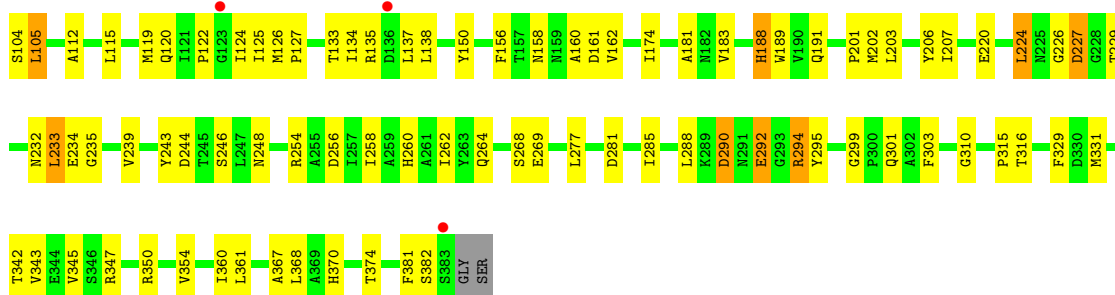 S104 L105 A112 L115 M119 Q120 I121 P122 G123 I124 I125 M126 P127 T133 I134 R135 D136 L137 L138 Y150 F156 T157 N158 N159 A160 D161 V162 I174 A181 N182 V183 H188 W189 V190 Q191 P201 M202 L203 Y206 I207 E220 L224 N225 G226 D227 G228 T229
N232 L233 E234 G235 V239 Y243 D244 T245 S246 L247 N248 R254 A255 D256 I257 I258 A259 H260 A261 I262 Y263 Q264 S268 E269 L277 D281 I285 L288 K289 D290 N291 E292 G293 R294 Y295 G299 P300 Q301 A302 F303 G310 P315 T316 F329 D330 M331
T342 V343 E344 V345 S346 R347 R350 V354 I360 L361 A367 L368 A369 H370 T374 F381 S382 S383 GLY SER